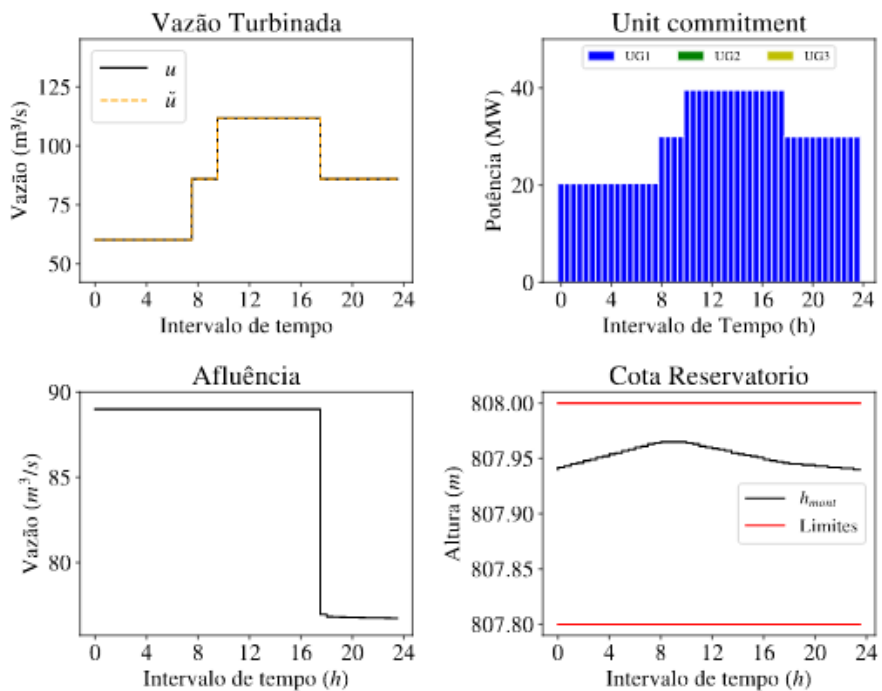 Vazão Turbinada
Vazão (m³/s)
125
100
75
50
u
ŭ
0 4 8 12 16 20 24
Intervalo de tempo
Unit commitment
Potência (MW)
40
20
0
UG1 UG2 UG3
0 4 8 12 16 20 24
Intervalo de Tempo (h)
Afluência
Vazão (m³/s)
90
85
80
0 4 8 12 16 20 24
Intervalo de tempo (h)
Cota Reservatorio
Altura (m)
808.00
807.95
807.90
807.85
807.80
h_mont
Limites
0 4 8 12 16 20 24
Intervalo de tempo (h)